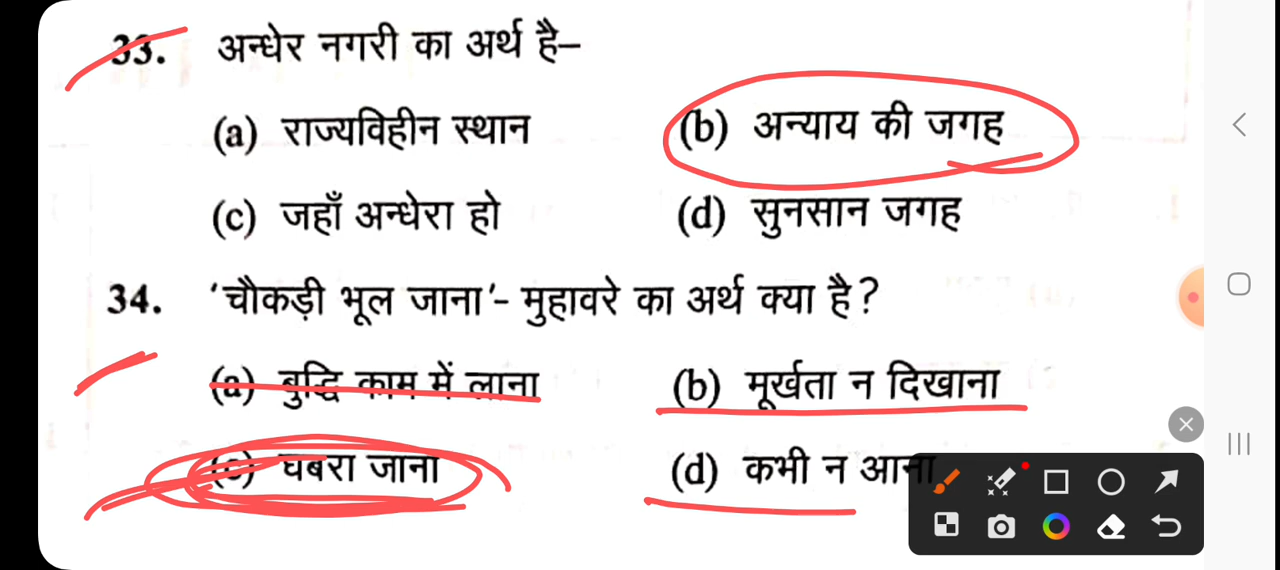 33. अन्धेर नगरी का अर्थ है–
(a) राज्यविहीन स्थान (b) अन्याय की जगह
(c) जहाँ अन्धेरा हो (d) सुनसान जगह
34. 'चौकड़ी भूल जाना'- मुहावरे का अर्थ क्या है?
(a) बुद्धि काम में लाना (b) मूर्खता न दिखाना
(c) घबरा जाना (d) कभी न आना